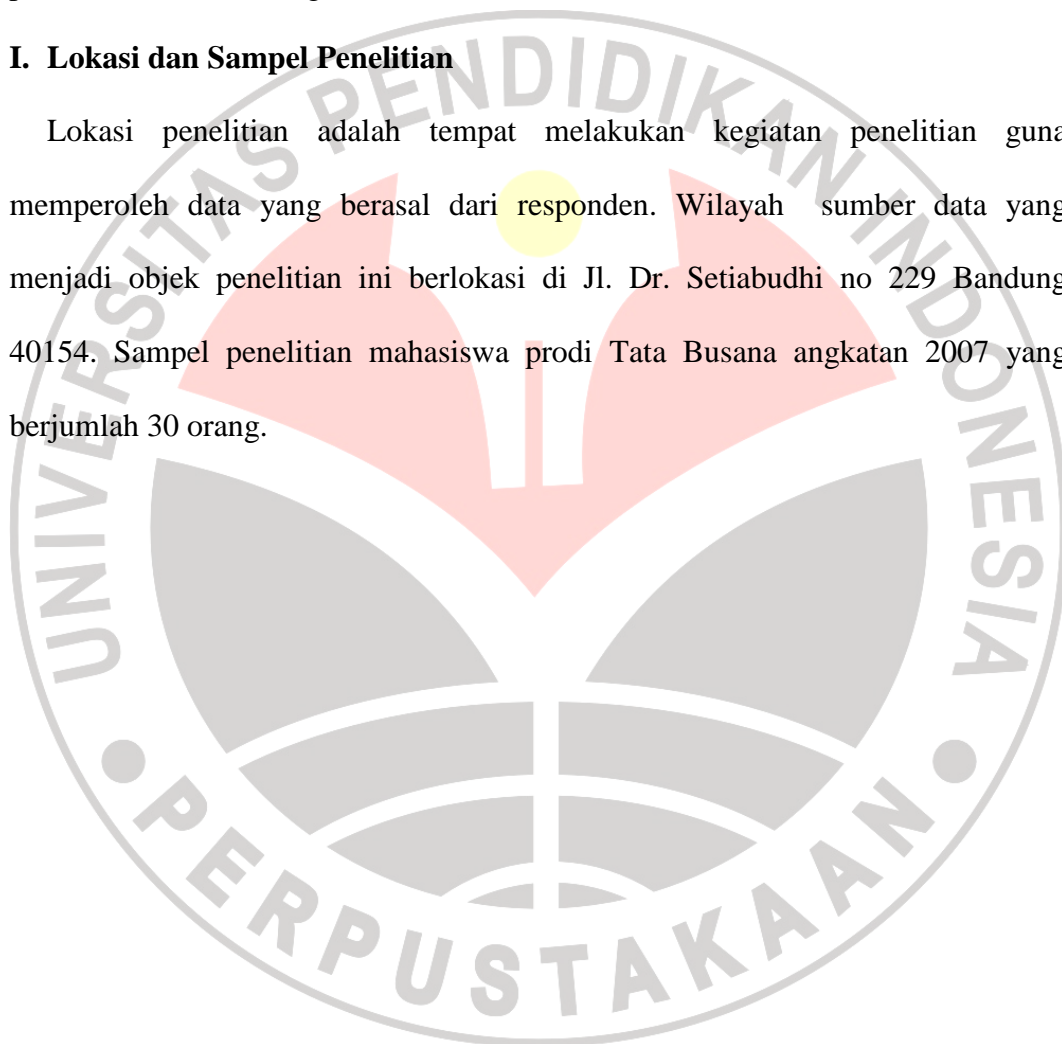 I. Lokasi dan Sampel Penelitian
Lokasi penelitian adalah tempat melakukan kegiatan penelitian guna
memperoleh data yang berasal dari responden. Wilayah sumber data yang
menjadi objek penelitian ini berlokasi di Jl. Dr. Setiabudhi no 229 Bandung
40154. Sampel penelitian mahasiswa prodi Tata Busana angkatan 2007 yang
berjumlah 30 orang.
UNIVERSITAS PENDIDIKAN INDONESIA
PERPUSTAKAAN